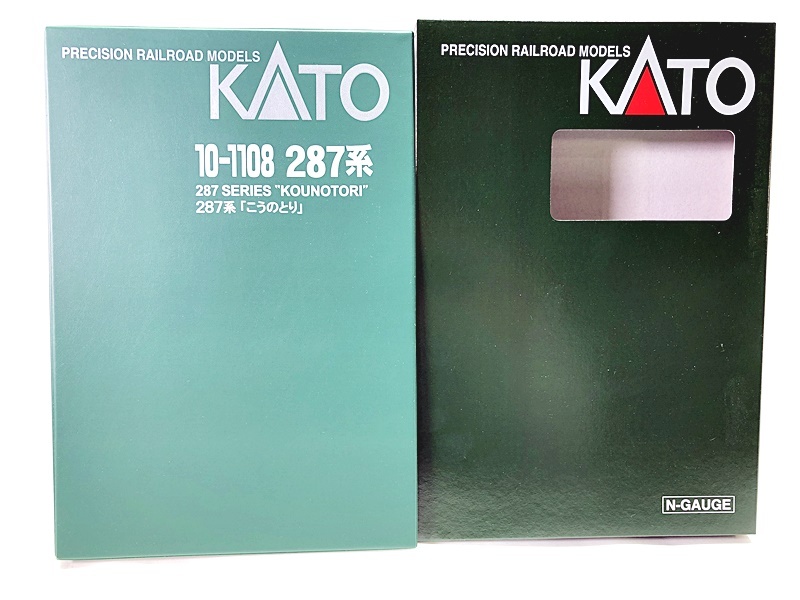 PRECISION RAILROAD MODELS
KATO
10-1108 287系
287 SERIES "KOUNOTORI"
287系「こうのとり」
PRECISION RAILROAD MODELS
KATO
N-GAUGE